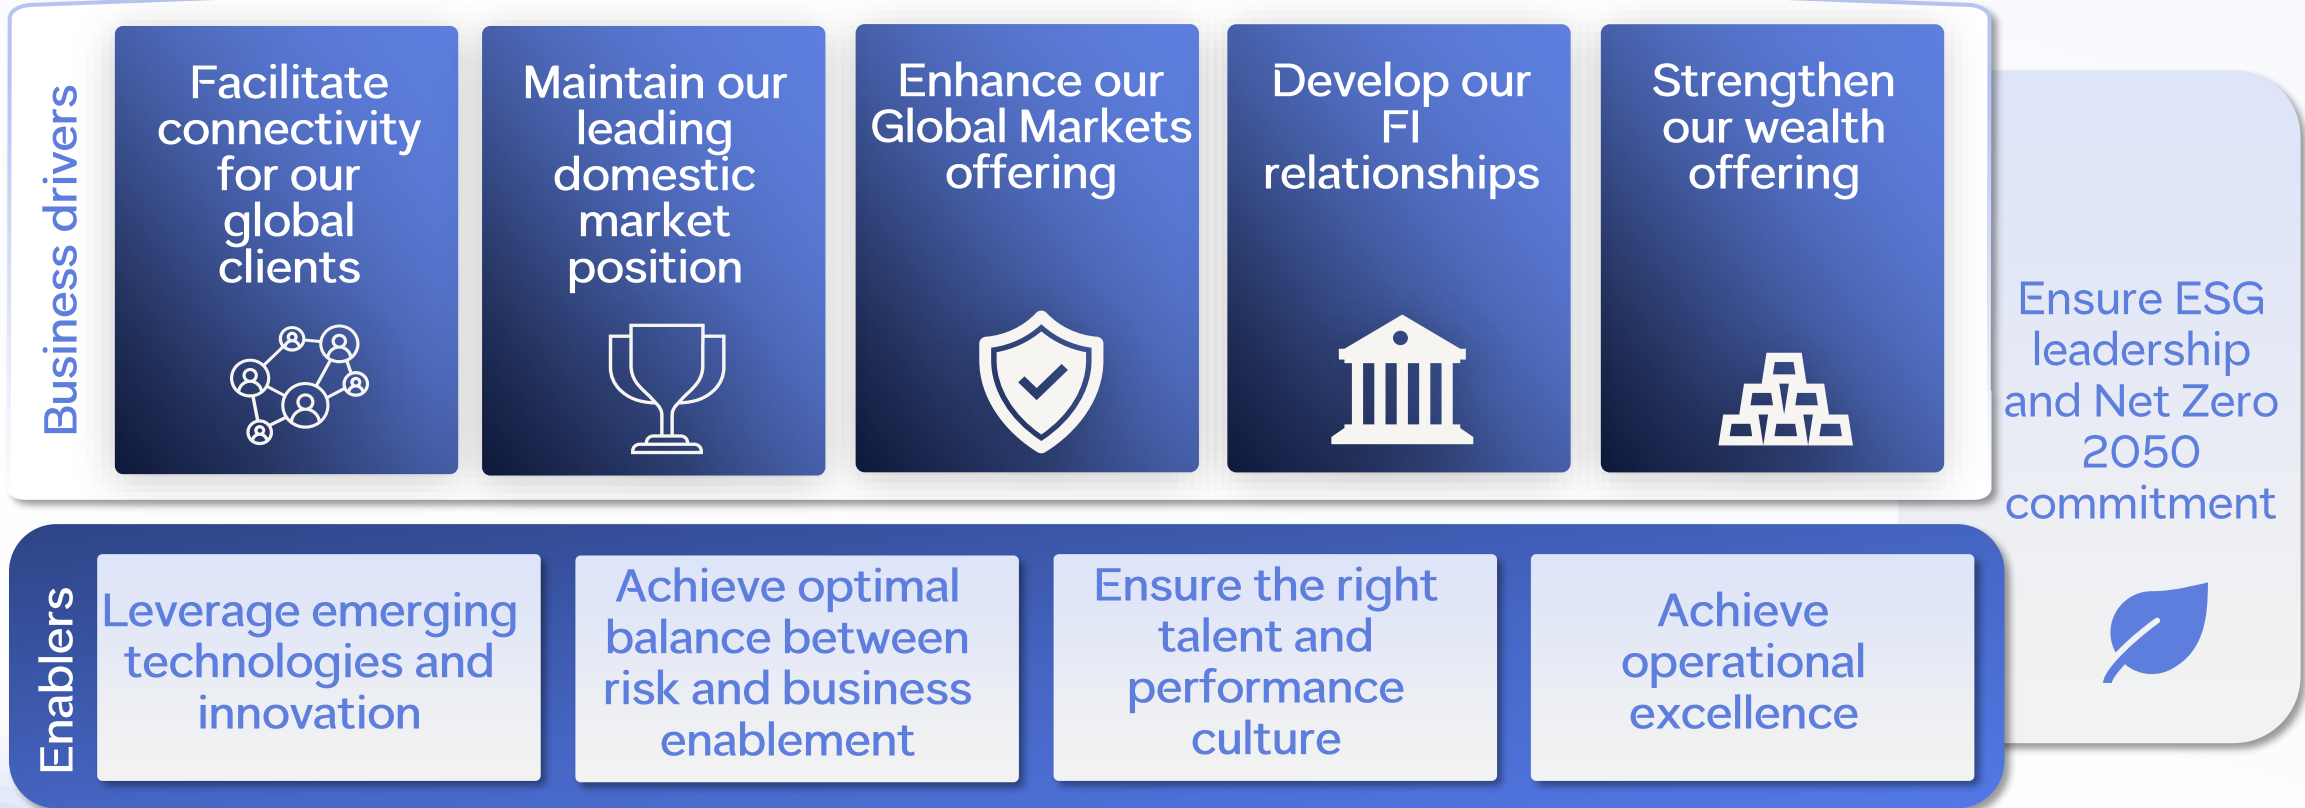 Business drivers
Facilitate
connectivity
for our
global
clients
Maintain our
leading
domestic
market
position
Enhance our
Global Markets
offering
Develop our
FI
relationships
Strengthen
our wealth
offering
Ensure ESG
leadership
and Net Zero
2050
commitment
Enablers
Leverage emerging
technologies and
innovation
Achieve optimal
balance between
risk and business
enablement
Ensure the right
talent and
performance
culture
Achieve
operational
excellence